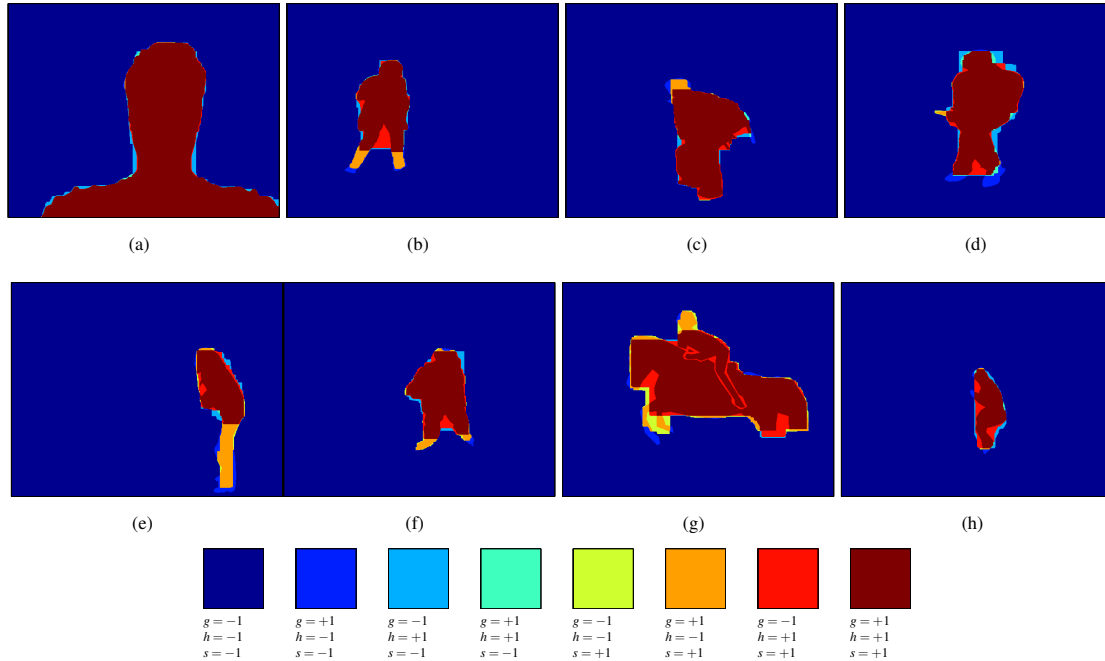 (a) (b) (c) (d)
(e) (f) (g) (h)
g = −1 g = +1 g = −1 g = +1 g = −1 g = +1 g = −1 g = +1
h = −1 h = −1 h = +1 h = +1 h = −1 h = −1 h = +1 h = +1
s = −1 s = −1 s = −1 s = −1 s = +1 s = +1 s = +1 s = +1